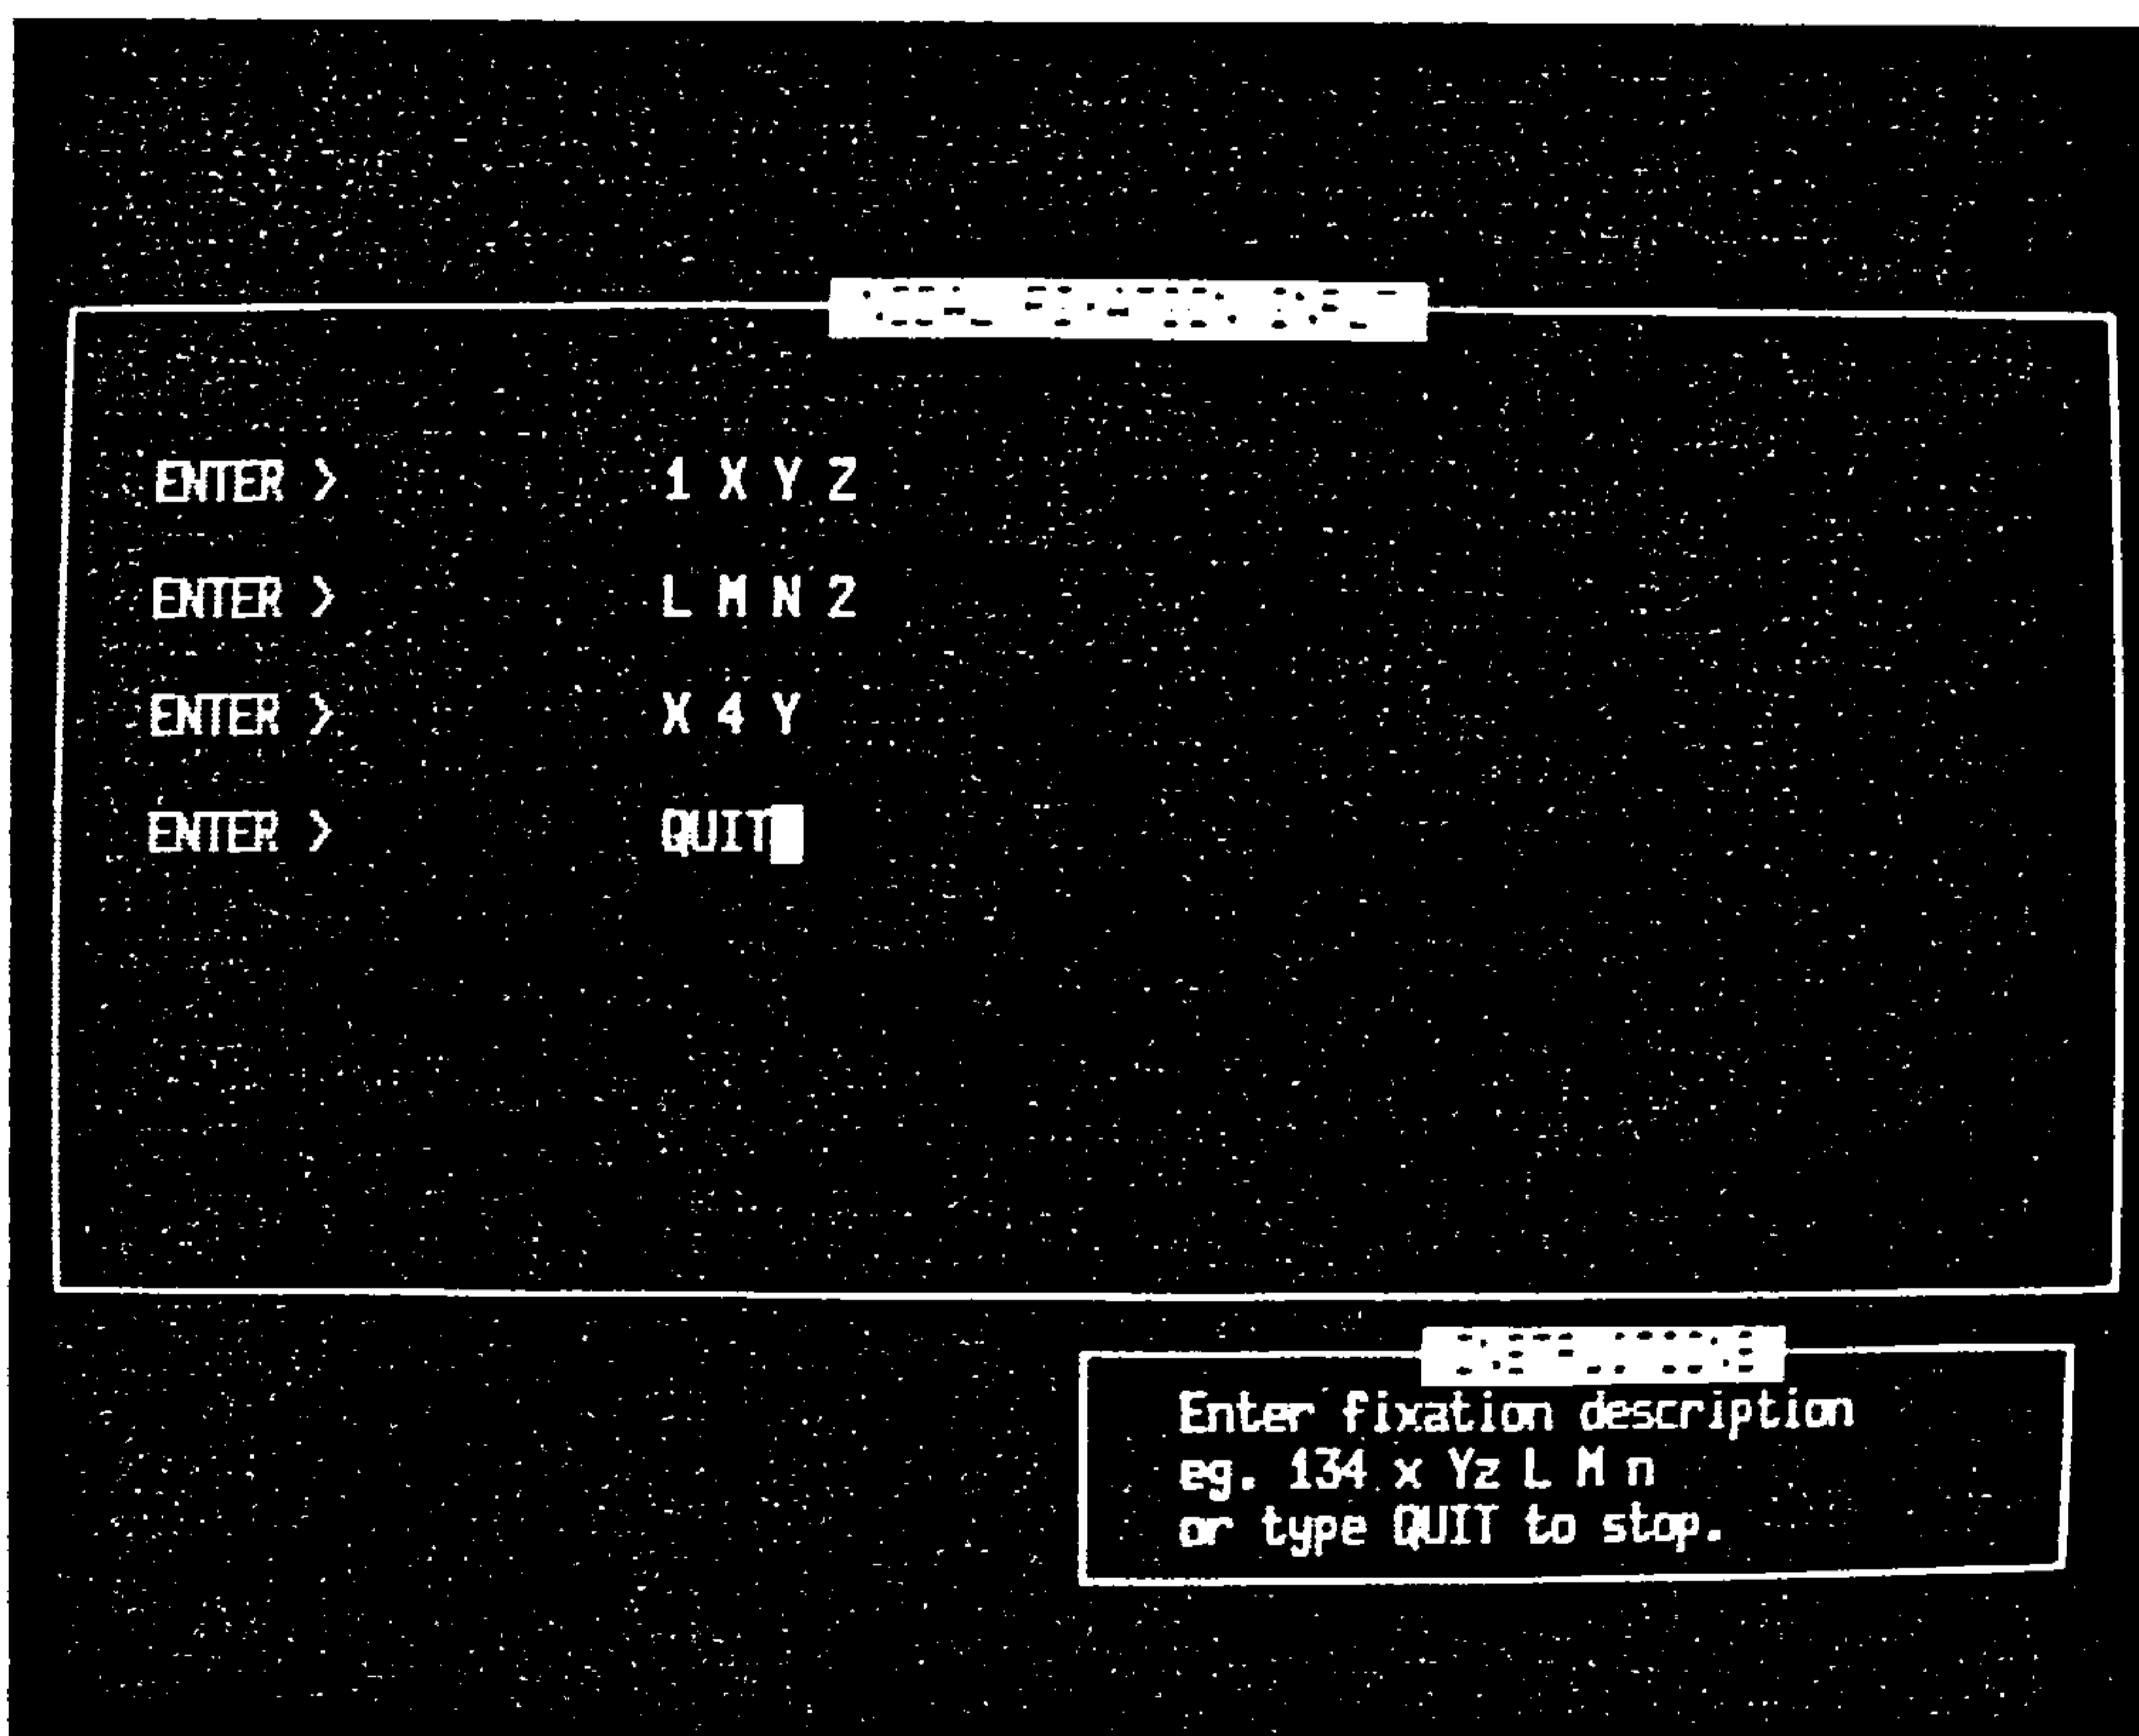 ENTER > 1 X Y Z
ENTER > L M N 2
ENTER > X 4 Y
ENTER > QUIT
Enter fixation description
eg. 134 x Yz L M n
or type QUIT to stop.